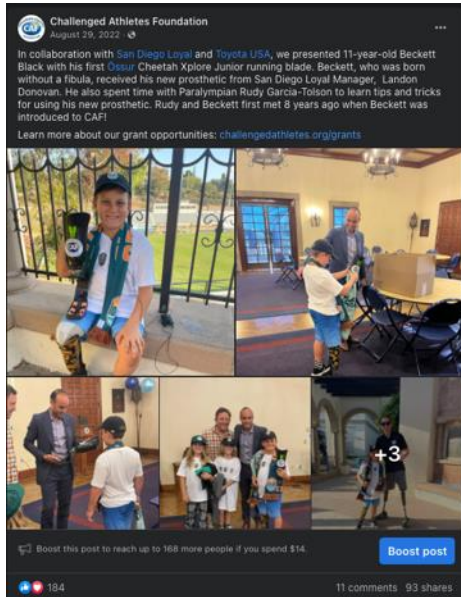 Challenged Athletes Foundation
August 29, 2022 ·
In collaboration with San Diego Loyal and Toyota USA, we presented 11-year-old Beckett
Black with his first Össur Cheetah Xplore Junior running blade. Beckett, who was born
without a fibula, received his new prosthetic from San Diego Loyal Manager,  Landon
Donovan. He also spent time with Paralympian Rudy Garcia-Tolson to learn tips and tricks
for using his new prosthetic. Rudy and Beckett first met 8 years ago when Beckett was
introduced to CAF!
Learn more about our grant opportunities: challengedathletes.org/grants
CAF
+3
Boost this post to reach up to 168 more people if you spend $14.
Boost post
184
11 comments 93 shares